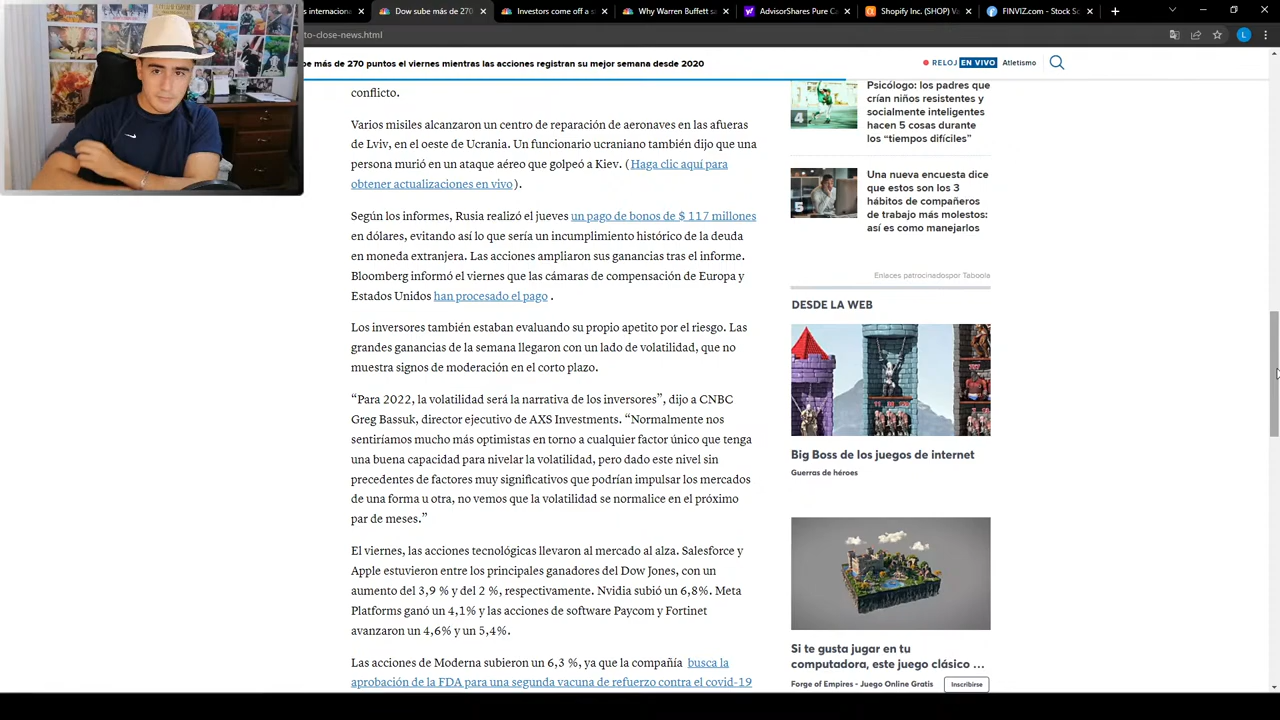 s internaciona
Dow sube más de 270
Investors come off a s
Why Warren Buffett sa
AdvisorShares Pure Ca
Shopify Inc. (SHOP) Va
FINVIZ.com - Stock Sc
to-close-news.html
L
be más de 270 puntos el viernes mientras las acciones registran su mejor semana desde 2020
RELOJ EN VIVO Atletismo
conflicto.
Varios misiles alcanzaron un centro de reparación de aeronaves en las afueras
de Lviv, en el oeste de Ucrania. Un funcionario ucraniano también dijo que una
persona murió en un ataque aéreo que golpeó a Kiev. (Haga clic aquí para
obtener actualizaciones en vivo).
Según los informes, Rusia realizó el jueves un pago de bonos de $ 117 millones
en dólares, evitando así lo que sería un incumplimiento histórico de la deuda
en moneda extranjera. Las acciones ampliaron sus ganancias tras el informe.
Bloomberg informó el viernes que las cámaras de compensación de Europa y
Estados Unidos han procesado el pago .
Los inversores también estaban evaluando su propio apetito por el riesgo. Las
grandes ganancias de la semana llegaron con un lado de volatilidad, que no
muestra signos de moderación en el corto plazo.
“Para 2022, la volatilidad será la narrativa de los inversores”, dijo a CNBC
Greg Bassuk, director ejecutivo de AXS Investments. “Normalmente nos
sentiríamos mucho más optimistas en torno a cualquier factor único que tenga
una buena capacidad para nivelar la volatilidad, pero dado este nivel sin
precedentes de factores muy significativos que podrían impulsar los mercados
de una forma u otra, no vemos que la volatilidad se normalice en el próximo
par de meses.”
El viernes, las acciones tecnológicas llevaron al mercado al alza. Salesforce y
Apple estuvieron entre los principales ganadores del Dow Jones, con un
aumento del 3,9 % y del 2 %, respectivamente. Nvidia subió un 6,8%. Meta
Platforms ganó un 4,1% y las acciones de software Paycom y Fortinet
avanzaron un 4,6% y un 5,4%.
Las acciones de Moderna subieron un 6,3 %, ya que la compañía busca la
aprobación de la FDA para una segunda vacuna de refuerzo contra el covid-19
4
Psicólogo: los padres que
crían niños resistentes y
socialmente inteligentes
hacen 5 cosas durante
los “tiempos difíciles”
5
Una nueva encuesta dice
que estos son los 3
hábitos de compañeros
de trabajo más molestos:
así es como manejarlos
Enlaces patrocinadospor Taboola
DESDE LA WEB
Big Boss de los juegos de internet
Guerras de héroes
Si te gusta jugar en tu
computadora, este juego clásico ...
Forge of Empires - Juego Online Gratis
Inscribirse